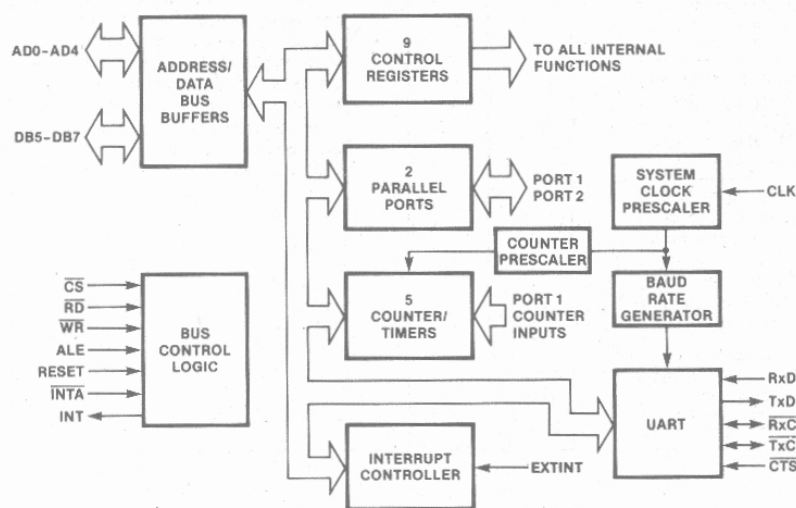 AD0-AD4
DB5-DB7
ADDRESS/
DATA
BUS
BUFFERS
9
CONTROL
REGISTERS
TO ALL INTERNAL
FUNCTIONS
2
PARALLEL
PORTS
PORT 1
PORT 2
SYSTEM
CLOCK
PRESCALER
CLK
COUNTER
PRESCALER
5
COUNTER/
TIMERS
PORT 1
COUNTER
INPUTS
BAUD
RATE
GENERATOR
CS
RD
WR
ALE
RESET
INTA
INT
BUS
CONTROL
LOGIC
UART
RxD
TxD
RxC
TxC
CTS
INTERRUPT
CONTROLLER
EXTINT